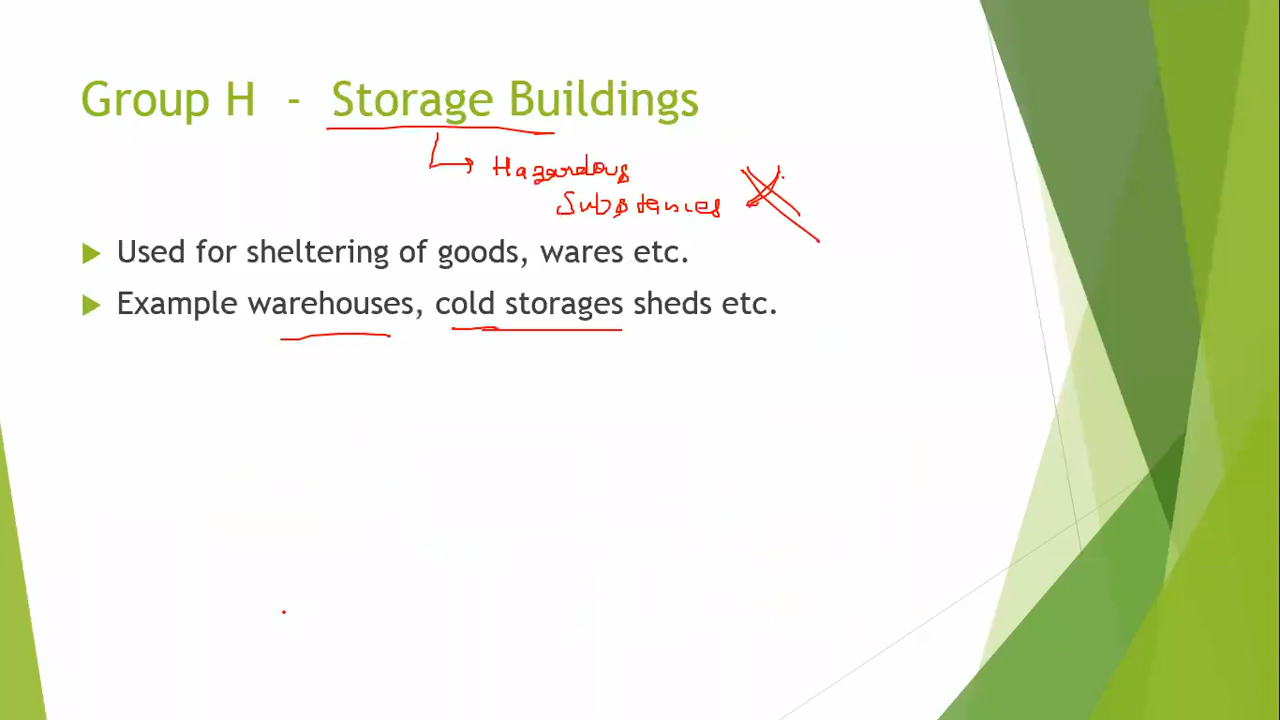 Group H - Storage Buildings
Hazardous
Substances
Used for sheltering of goods, wares etc.
Example warehouses, cold storages sheds etc.